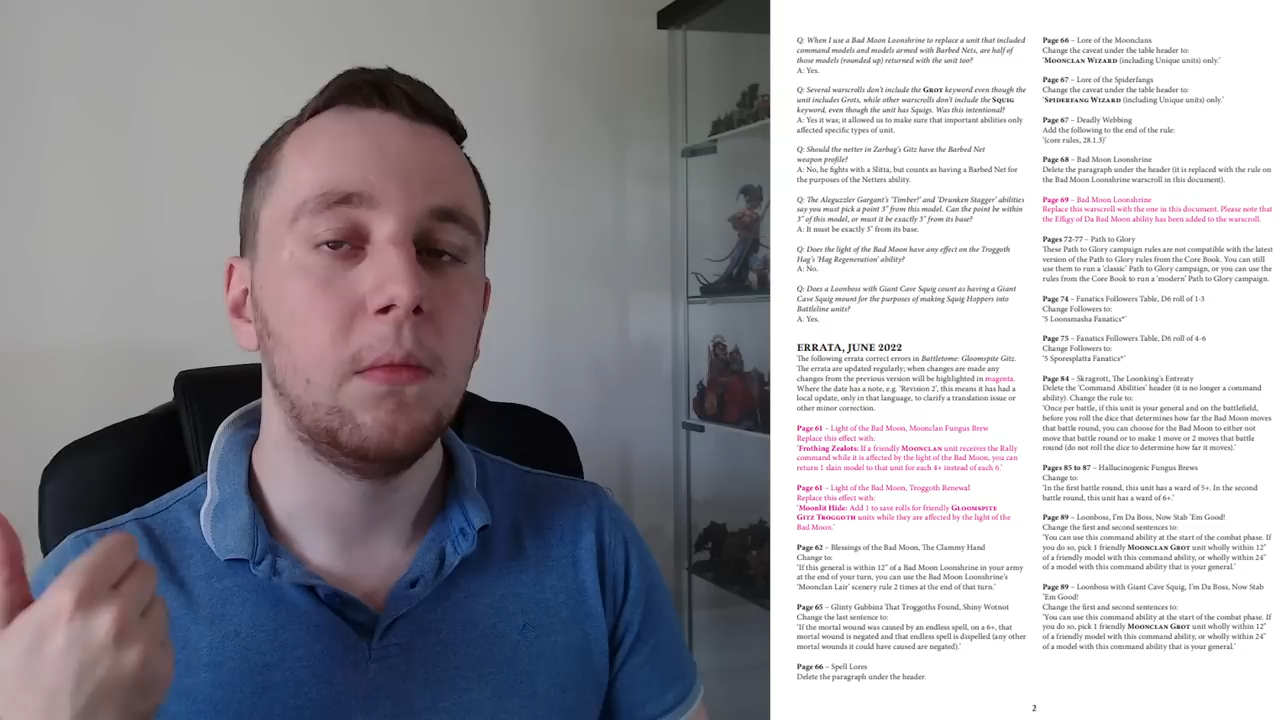 Q: When I use a Bad Moon Loonshrine to replace a unit that included
command models and models armed with Barbed Nets, are half of
those models (rounded up) returned with the unit too?
A: Yes.
Q: Several warscrolls don't include the GROT keyword even though the
unit includes Grots, while other warscrolls don't include the SQUIG
keyword, even though the unit has Squigs. Was this intentional?
A: Yes it was; it allowed us to make sure that important abilities only
affected specific types of unit.
Q: Should the netter in Zarbag's Gitz have the Barbed Net
weapon profile?
A: No, he fights with a Slitta, but counts as having a Barbed Net for
the purposes of the Netters ability.
Q: The Aleguzzler Gargant's 'Timber!' and 'Drunken Stagger' abilities
say you must pick a point 3" from this model. Can the point be within
3" of this model, or must it be exactly 3" from its base?
A: It must be exactly 3" from its base.
Q: Does the light of the Bad Moon have any effect on the Troggoth
Hag's 'Hag Regeneration' ability?
A: No.
Q: Does a Loonboss with Giant Cave Squig count as having a Giant
Cave Squig mount for the purposes of making Squig Hoppers into
Battleline units?
A: Yes.
ERRATA, JUNE 2022
The following errata correct errors in Battletome: Gloomspite Gitz.
The errata are updated regularly; when changes are made any
changes from the previous version will be highlighted in magenta.
Where the date has a note, e.g. 'Revision 2', this means it has had a
local update, only in that language, to clarify a translation issue or
other minor correction.
Page 61 – Light of the Bad Moon, Moonclan Fungus Brew
Replace this effect with:
'Frothing Zealots: If a friendly MOONCLAN unit receives the Rally
command while it is affected by the light of the Bad Moon, you can
return 1 slain model to that unit for each 4+ instead of each 6.'
Page 61 – Light of the Bad Moon, Troggoth Renewal
Replace this effect with:
'Moonlit Hide: Add 1 to save rolls for friendly GLOOMSPITE
GITZ TROGGOTH units while they are affected by the light of the
Bad Moon.'
Page 62 – Blessings of the Bad Moon, The Clammy Hand
Change to:
'If this general is within 12" of a Bad Moon Loonshrine in your army
at the end of your turn, you can use the Bad Moon Loonshrine's
'Moonclan Lair' scenery rule 2 times at the end of that turn.'
Page 65 – Glinty Gubbinz That Troggoths Found, Shiny Wotnot
Change the last sentence to:
'If the mortal wound was caused by an endless spell, on a 6+, that
mortal wound is negated and that endless spell is dispelled (any other
mortal wounds it could have caused are negated).'
Page 66 – Spell Lores
Delete the paragraph under the header.
Page 66 – Lore of the Moonclans
Change the caveat under the table header to:
'MOONCLAN WIZARD (including Unique units) only.'
Page 67 – Lore of the Spiderfangs
Change the caveat under the table header to:
'SPIDERFANG WIZARD (including Unique units) only.'
Page 67 – Deadly Webbing
Add the following to the end of the rule:
'(core rules, 28.1.3)'
Page 68 – Bad Moon Loonshrine
Delete the paragraph under the header (it is replaced with the rule on
the Bad Moon Loonshrine warscroll in this document).
Page 69 – Bad Moon Loonshrine
Replace this warscroll with the one in this document. Please note that
the Effigy of Da Bad Moon ability has been added to the warscroll.
Pages 72-77 – Path to Glory
These Path to Glory campaign rules are not compatible with the latest
version of the Path to Glory rules from the Core Book. You can still
use them to run a 'classic' Path to Glory campaign, or you can use the
rules from the Core Book to run a 'modern' Path to Glory campaign.
Page 74 – Fanatics Followers Table, D6 roll of 1-3
Change Followers to:
'5 Loonsmasha Fanatics*'
Page 75 – Fanatics Followers Table, D6 roll of 4-6
Change Followers to:
'5 Sporesplatta Fanatics*'
Page 84 – Skragrott, The Loonking's Entreaty
Delete the 'Command Abilities' header (it is no longer a command
ability). Change the rule to:
'Once per battle, if this unit is your general and on the battlefield,
before you roll the dice that determines how far the Bad Moon moves
that battle round, you can choose for the Bad Moon to either not
move that battle round or to make 1 move or 2 moves that battle
round (do not roll the dice to determine how far it moves).'
Pages 85 to 87 – Hallucinogenic Fungus Brews
Change to:
'In the first battle round, this unit has a ward of 5+. In the second
battle round, this unit has a ward of 6+.'
Page 89 – Loonboss, I'm Da Boss, Now Stab 'Em Good!
Change the first and second sentences to:
'You can use this command ability at the start of the combat phase. If
you do so, pick 1 friendly MOONCLAN GROT unit wholly within 12"
of a friendly model with this command ability, or wholly within 24"
of a model with this command ability that is your general.'
Page 89 – Loonboss with Giant Cave Squig, I'm Da Boss, Now Stab
'Em Good!
Change the first and second sentences to:
'You can use this command ability at the start of the combat phase. If
you do so, pick 1 friendly MOONCLAN GROT unit wholly within 12"
of a friendly model with this command ability, or wholly within 24"
of a model with this command ability that is your general.'
2